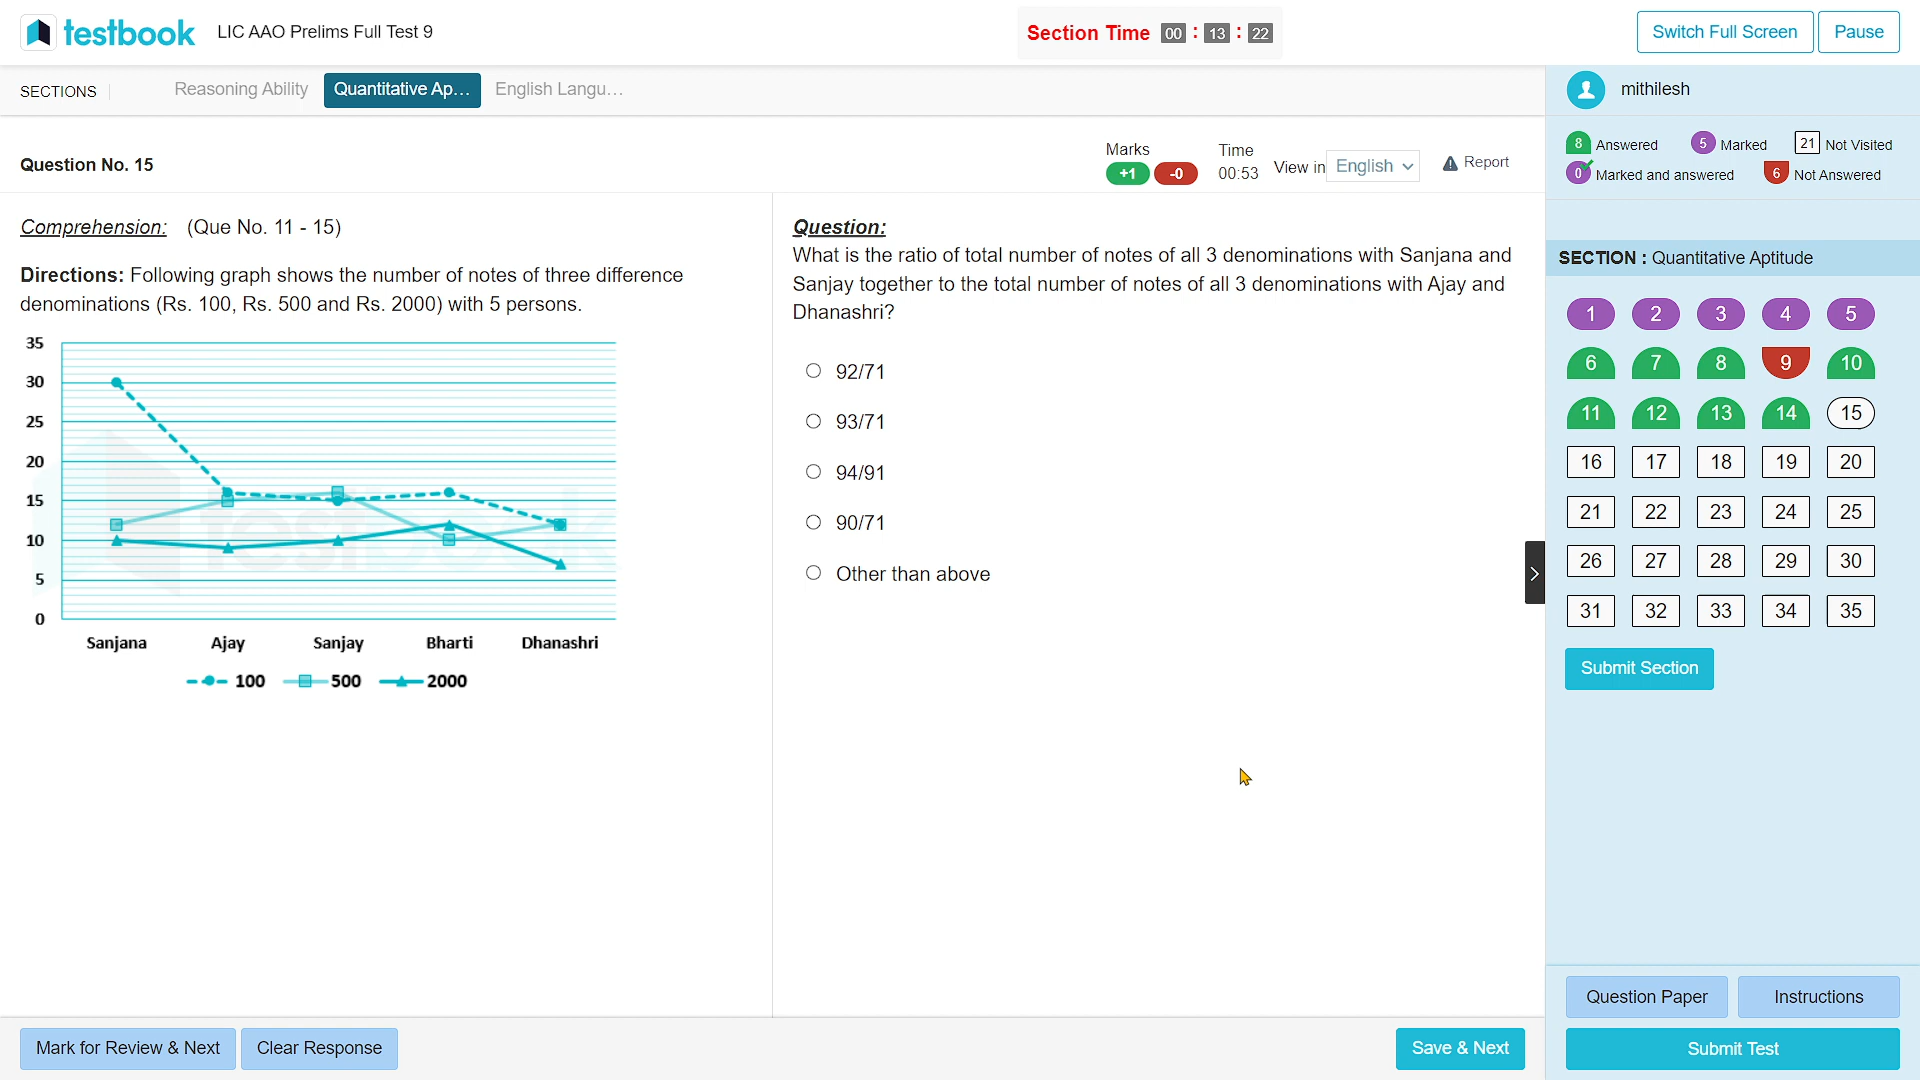 testbook
LIC AAO Prelims Full Test 9
Section Time 00 : 13 : 22
Switch Full Screen
Pause
SECTIONS
Reasoning Ability
Quantitative Ap...
English Langu...
mithilesh
8 Answered
5 Marked
21 Not Visited
0 Marked and answered
6 Not Answered
Question No. 15
Marks
+1 -0
Time
00:53
View in English
Report
Comprehension: (Que No. 11 - 15)
Directions: Following graph shows the number of notes of three difference
denominations (Rs. 100, Rs. 500 and Rs. 2000) with 5 persons.
35
30
25
20
15
10
5
0
Sanjana Ajay Sanjay Bharti Dhanashri
100 500 2000
Question:
What is the ratio of total number of notes of all 3 denominations with Sanjana and
Sanjay together to the total number of notes of all 3 denominations with Ajay and
Dhanashri?
92/71
93/71
94/91
90/71
Other than above
SECTION : Quantitative Aptitude
1 2 3 4 5
6 7 8 9 10
11 12 13 14 15
16 17 18 19 20
21 22 23 24 25
26 27 28 29 30
31 32 33 34 35
Submit Section
Question Paper
Instructions
Mark for Review & Next
Clear Response
Save & Next
Submit Test